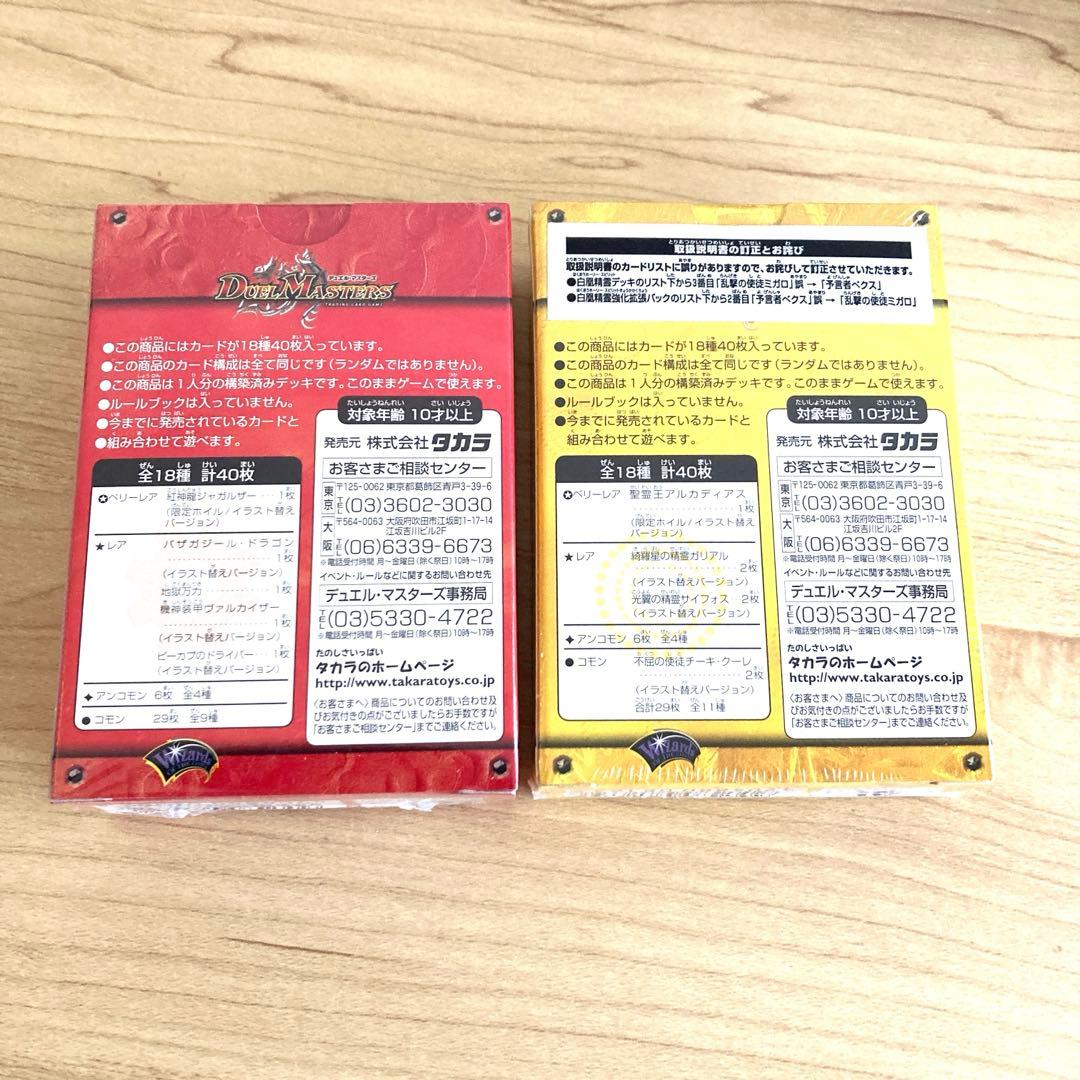 デュエル・マスターズ
DUEL MASTERS
TRADING CARD GAME
●この商品にはカードが18種40枚入っています。
●この商品のカード構成は全て同じです(ランダムではありません)。
●この商品は1人分の構築済みデッキです。このままゲームで使えます。
●ルールブックは入っていません。
●今までに発売されているカードと
●組み合わせて遊べます。
対象年齢 10才以上
発売元 株式会社タカラ
お客さまご相談センター
東京
〒125-0062 東京都葛飾区青戸3-39-6
TEL(03)3602-3030
大阪
〒564-0063 大阪府吹田市江坂町1-17-14
江坂吉川ビル2F
TEL(06)6339-6673
※電話受付時間 月〜金曜日(除く祭日)10時〜17時
イベント・ルールなどに関するお問い合わせ先
デュエル・マスターズ事務局
TEL(03)5330-4722
※電話受付時間 月〜金曜日(除く祭日)10時〜17時
たのしさいっぱい
タカラのホームページ
http://www.takaratoys.co.jp
〈お客さまへ〉商品についてのお問い合わせ及
びお気付きの点がございましたらお手数ですが
「お客さまご相談センター」までご連絡ください。
全18種 計40枚
✪ベリーレア 紅神龍ジャガルザー・・・1枚
(限定ホイル/イラスト替え
バージョン)
★レア バザガジール・ドラゴン
・・・1枚
(イラスト替えバージョン)
地獄万力・・・1枚
機神装甲ヴァルカイザー
・・・1枚
(イラスト替えバージョン)
ピーカプのドライバー・・・1枚
(イラスト替えバージョン)
✦アンコモン 6枚 全4種
●コモン 29枚 全9種
Wizards
OF THE COAST
取扱説明書の訂正とお詫び
取扱説明書のカードリストに誤りがありますので、お詫びして訂正させていただきます。
●白凰精霊デッキのリスト下から3番目「乱撃の使徒ミガロ」誤→「予言者ベクス」
●白凰精霊強化拡張パックのリスト下から2番目「予言者ベクス」誤→「乱撃の使徒ミガロ」
●この商品にはカードが18種40枚入っています。
●この商品のカード構成は全て同じです(ランダムではありません)。
●この商品は1人分の構築済みデッキです。このままゲームで使えます。
●ルールブックは入っていません。
●今までに発売されているカードと
組み合わせて遊べます。
対象年齢 10才以上
発売元 株式会社タカラ
お客さまご相談センター
東京
〒125-0062 東京都葛飾区青戸3-39-6
TEL(03)3602-3030
大阪
〒564-0063 大阪府吹田市江坂町1-17-14
江坂吉川ビル2F
TEL(06)6339-6673
※電話受付時間 月〜金曜日(除く祭日)10時〜17時
イベント・ルールなどに関するお問い合わせ先
デュエル・マスターズ事務局
TEL(03)5330-4722
※電話受付時間 月〜金曜日(除く祭日)10時〜17時
たのしさいっぱい
タカラのホームページ
http://www.takaratoys.co.jp
〈お客さまへ〉商品についてのお問い合わせ及
びお気付きの点がございましたらお手数ですが
「お客さまご相談センター」までご連絡ください。
全18種 計40枚
✪ベリーレア 聖霊王アルカディアス
・・・1枚
(限定ホイル/イラスト替え
バージョン)
★レア 綺羅星の精霊ガリアル
・・・2枚
(イラスト替えバージョン)
光翼の精霊サイフォス・・2枚
(イラスト替えバージョン)
✦アンコモン 6枚 全4種
●コモン 不屈の使徒チーキ・クーレ
・・・2枚
(イラスト替えバージョン)
合計29枚 全11種
Wizards